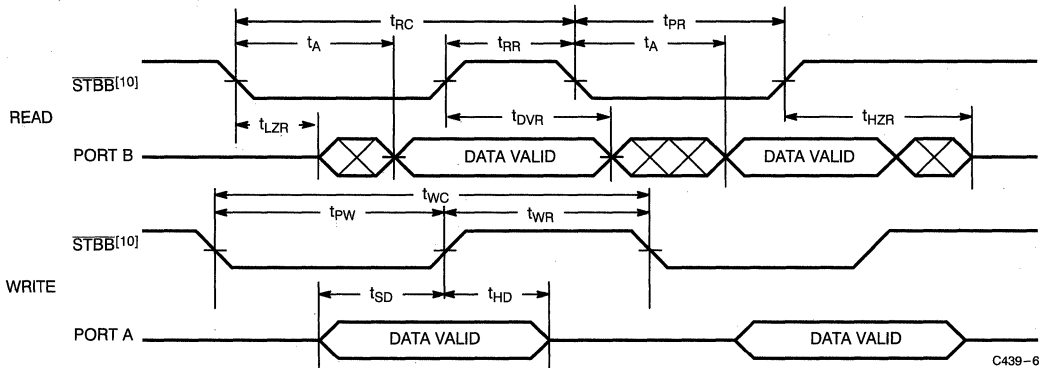 tRC
tPR
tA
tRR
tA
STBB[10]
READ
tLZR
tDVR
tHZR
PORT B
DATA VALID
DATA VALID
tWC
tPW
tWR
STBB[10]
WRITE
tSD
tHD
PORT A
DATA VALID
DATA VALID
C439-6